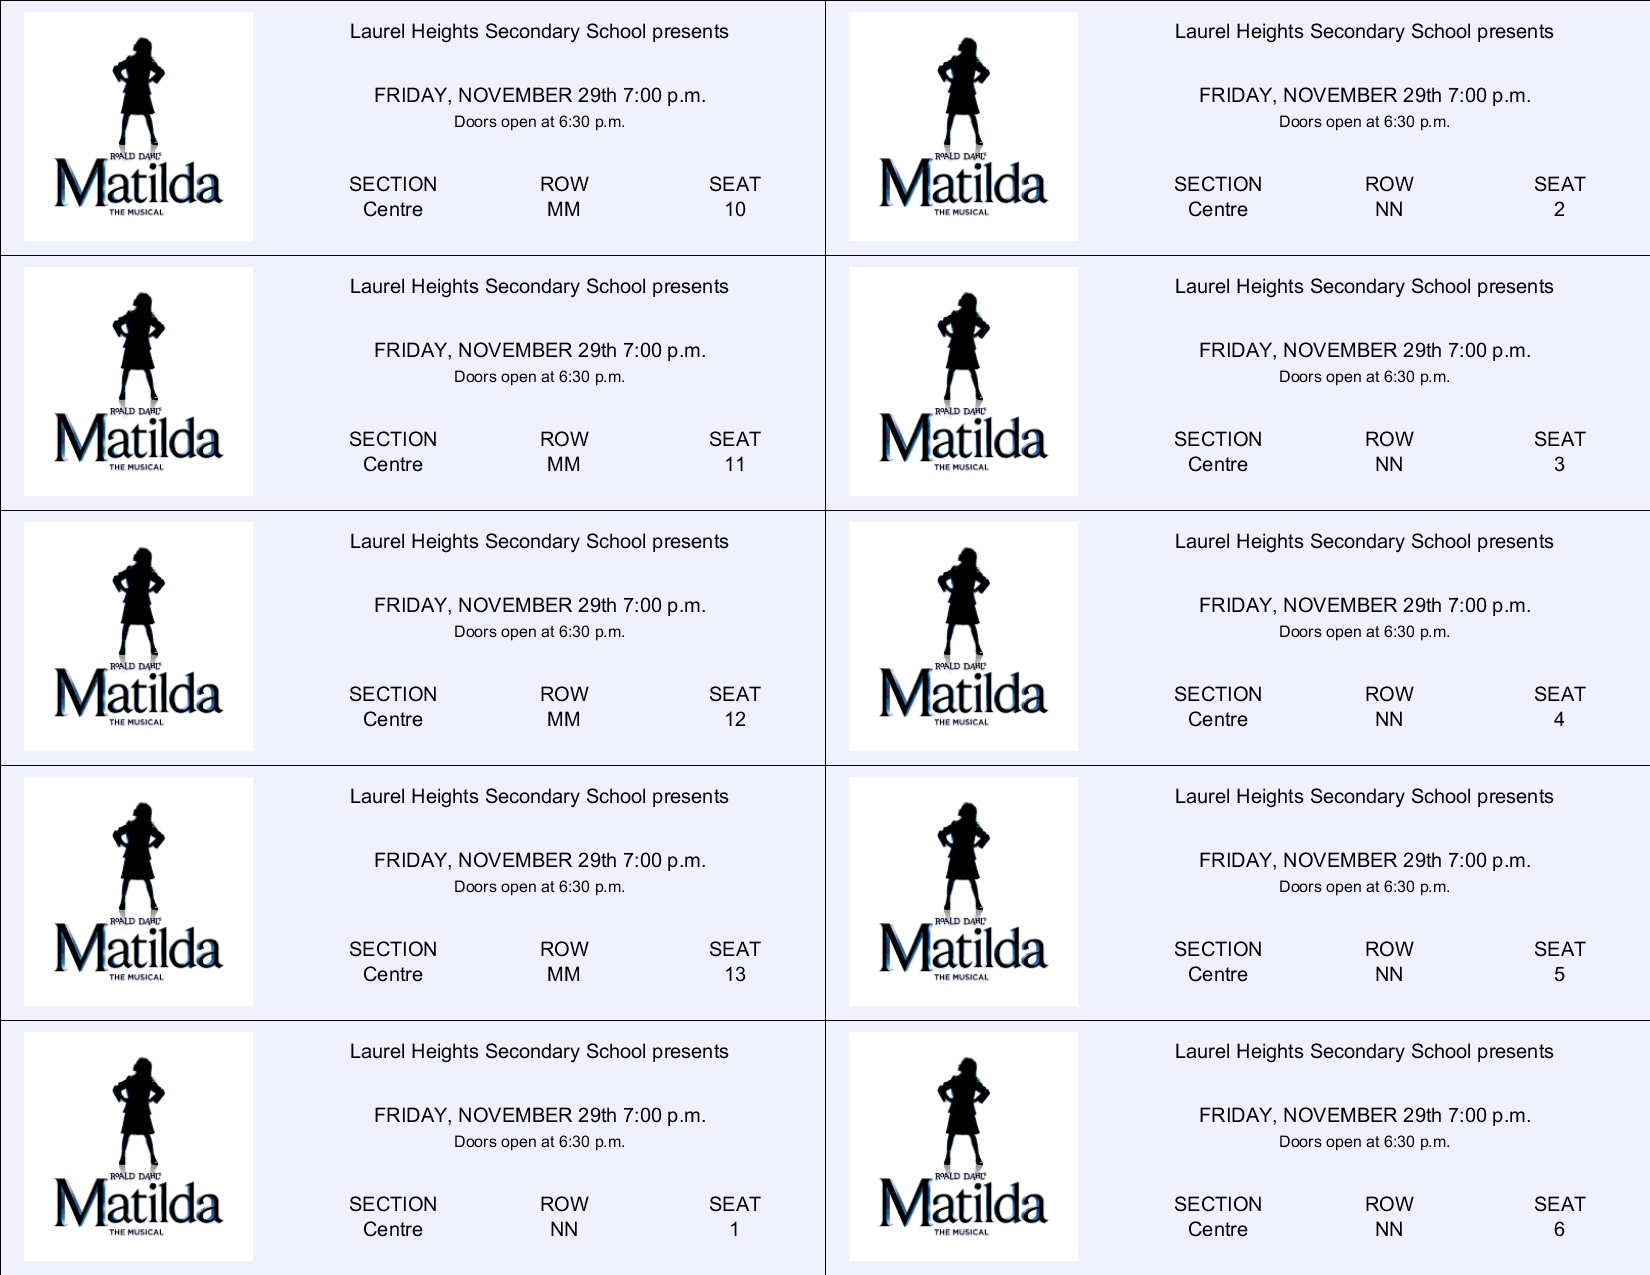 Laurel Heights Secondary School presents
FRIDAY, NOVEMBER 29th 7:00 p.m.
Doors open at 6:30 p.m.
ROALD DAHL'S
Matilda
THE MUSICAL
SECTION ROW SEAT
Centre MM 10
Laurel Heights Secondary School presents
FRIDAY, NOVEMBER 29th 7:00 p.m.
Doors open at 6:30 p.m.
ROALD DAHL'S
Matilda
THE MUSICAL
SECTION ROW SEAT
Centre NN 2
Laurel Heights Secondary School presents
FRIDAY, NOVEMBER 29th 7:00 p.m.
Doors open at 6:30 p.m.
ROALD DAHL'S
Matilda
THE MUSICAL
SECTION ROW SEAT
Centre MM 11
Laurel Heights Secondary School presents
FRIDAY, NOVEMBER 29th 7:00 p.m.
Doors open at 6:30 p.m.
ROALD DAHL'S
Matilda
THE MUSICAL
SECTION ROW SEAT
Centre NN 3
Laurel Heights Secondary School presents
FRIDAY, NOVEMBER 29th 7:00 p.m.
Doors open at 6:30 p.m.
ROALD DAHL'S
Matilda
THE MUSICAL
SECTION ROW SEAT
Centre MM 12
Laurel Heights Secondary School presents
FRIDAY, NOVEMBER 29th 7:00 p.m.
Doors open at 6:30 p.m.
ROALD DAHL'S
Matilda
THE MUSICAL
SECTION ROW SEAT
Centre NN 4
Laurel Heights Secondary School presents
FRIDAY, NOVEMBER 29th 7:00 p.m.
Doors open at 6:30 p.m.
ROALD DAHL'S
Matilda
THE MUSICAL
SECTION ROW SEAT
Centre MM 13
Laurel Heights Secondary School presents
FRIDAY, NOVEMBER 29th 7:00 p.m.
Doors open at 6:30 p.m.
ROALD DAHL'S
Matilda
THE MUSICAL
SECTION ROW SEAT
Centre NN 5
Laurel Heights Secondary School presents
FRIDAY, NOVEMBER 29th 7:00 p.m.
Doors open at 6:30 p.m.
ROALD DAHL'S
Matilda
THE MUSICAL
SECTION ROW SEAT
Centre NN 1
Laurel Heights Secondary School presents
FRIDAY, NOVEMBER 29th 7:00 p.m.
Doors open at 6:30 p.m.
ROALD DAHL'S
Matilda
THE MUSICAL
SECTION ROW SEAT
Centre NN 6